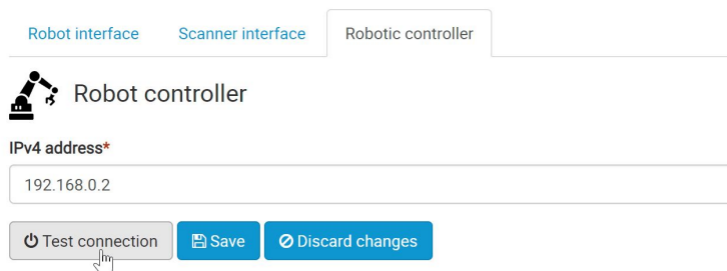 Robot interface Scanner interface Robotic controller
Robot controller
IPv4 address*
192.168.0.2
Test connection Save Discard changes